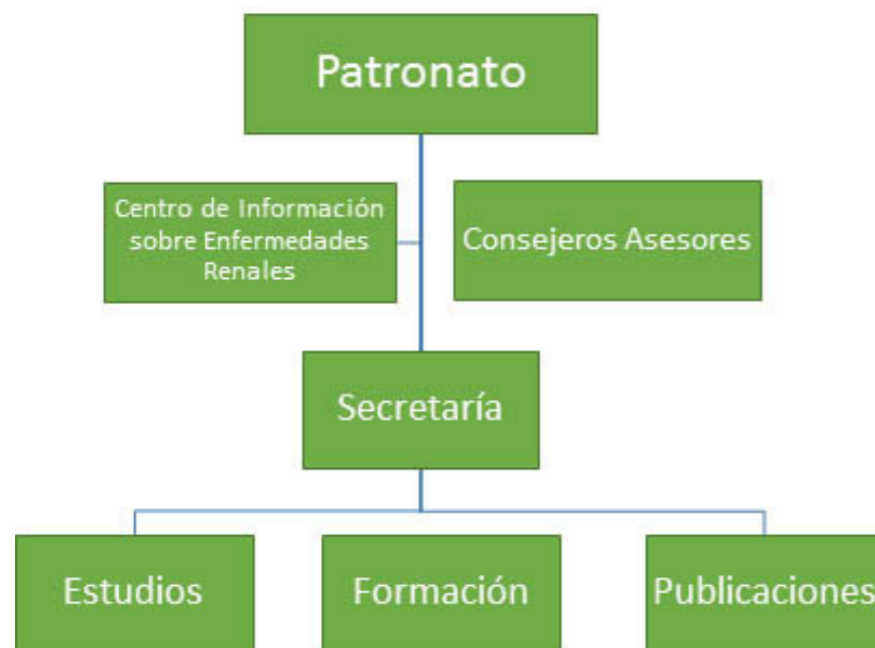 Patronato
Centro de Información
sobre Enfermedades
Renales
Consejeros Asesores
Secretaría
Estudios
Formación
Publicaciones